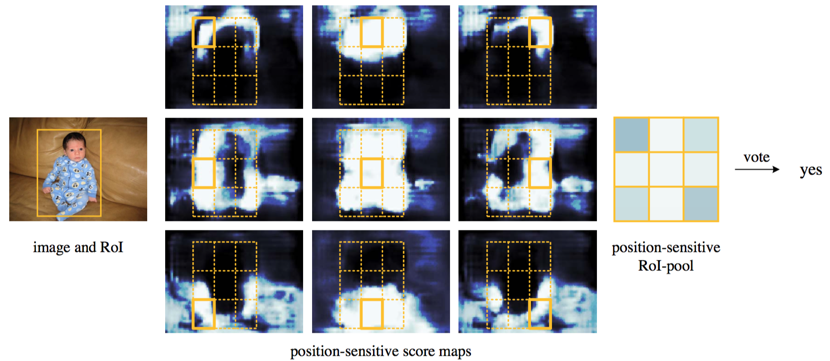 vote
yes
image and RoI
position-sensitive
RoI-pool
position-sensitive score maps